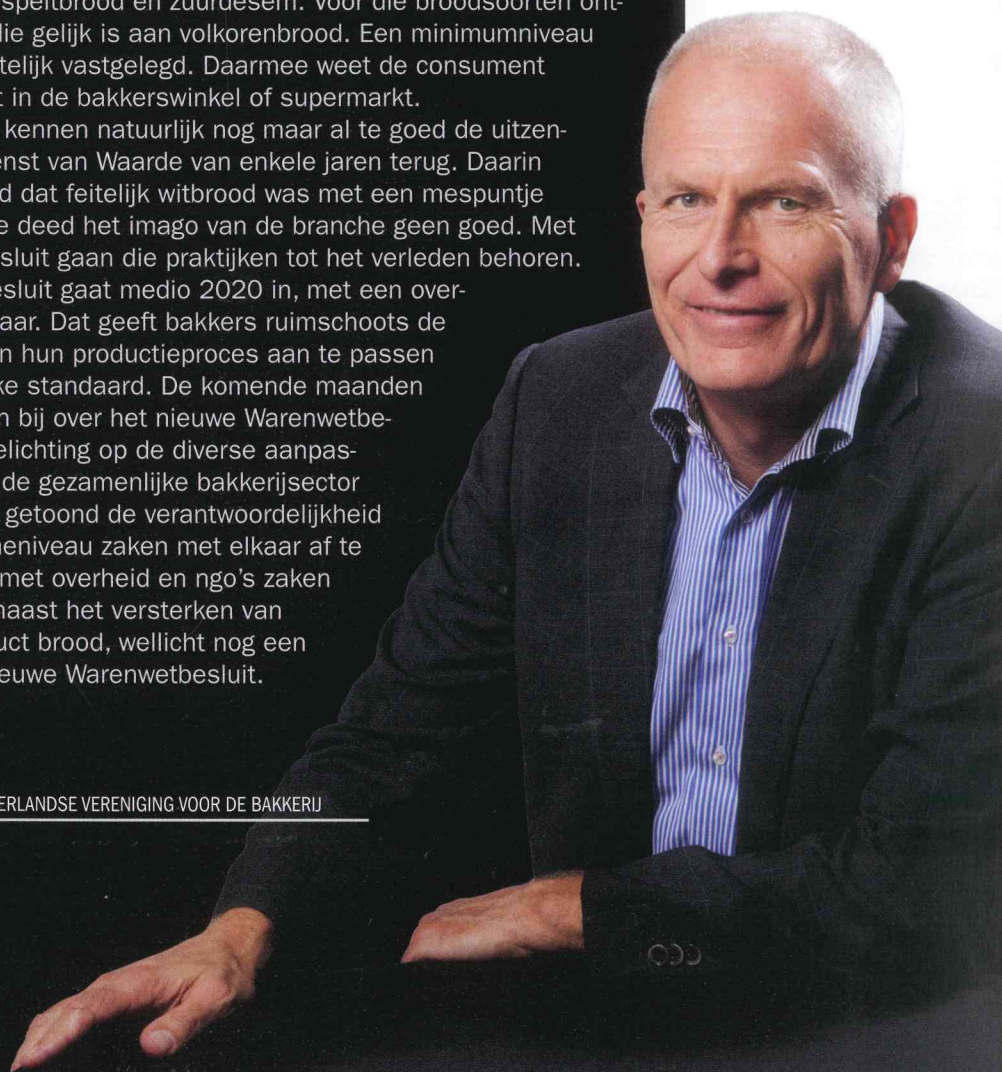 speltbrood en zuurdesem. Voor die broodsoorten ont-
die gelijk is aan volkorenbrood. Een minimumniveau
telijk vastgelegd. Daarmee weet de consument
t in de bakkerswinkel of supermarkt.
kennen natuurlijk nog maar al te goed de uitzen-
enst van Waarde van enkele jaren terug. Daarin
d dat feitelijk witbrood was met een mespuntje
e deed het imago van de branche geen goed. Met
sluit gaan die praktijken tot het verleden behoren.
esluit gaat medio 2020 in, met een over-
aar. Dat geeft bakkers ruimschoots de
n hun productieproces aan te passen
ke standaard. De komende maanden
n bij over het nieuwe Warenwetbe-
elichting op de diverse aanpas-
de gezamenlijke bakkerijsector
getoond de verantwoordelijkheid
neniveau zaken met elkaar af te
met overheid en ngo's zaken
naast het versterken van
uct brood, wellicht nog een
ieuwe Warenwetbesluit.
ERLANDSE VERENIGING VOOR DE BAKKERIJ